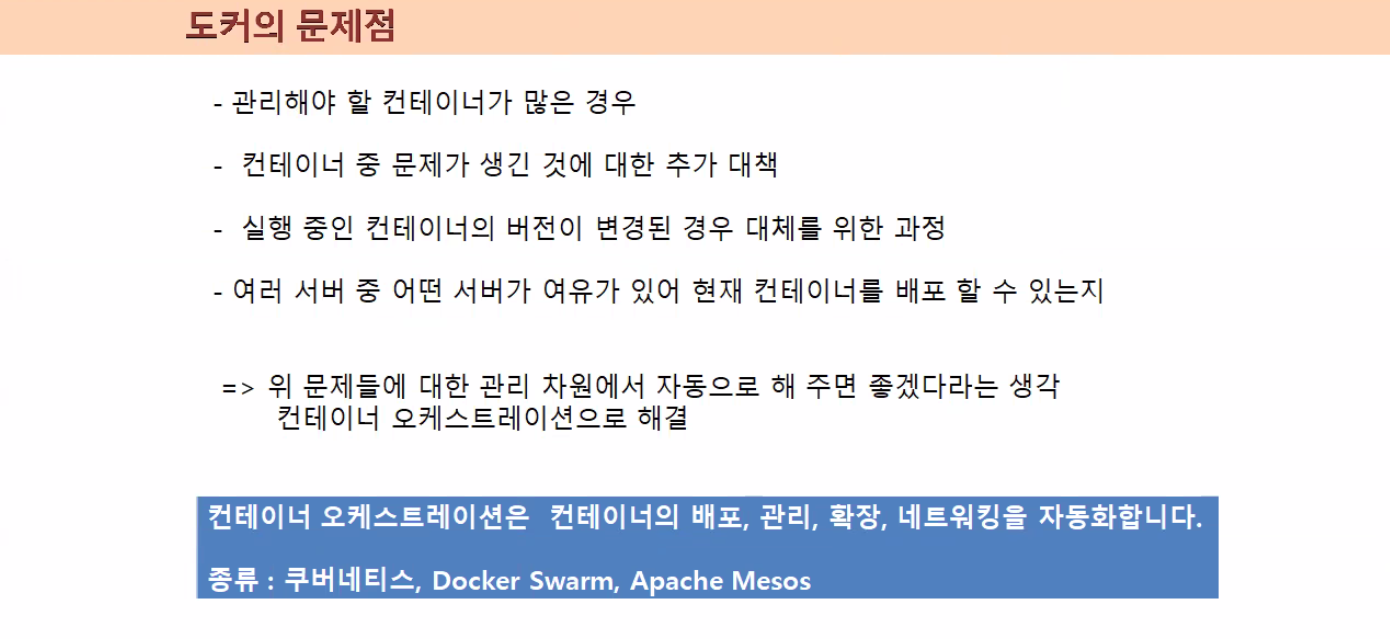 도커의 문제점
- 관리해야 할 컨테이너가 많은 경우
- 컨테이너 중 문제가 생긴 것에 대한 추가 대책
- 실행 중인 컨테이너의 버전이 변경된 경우 대체를 위한 과정
- 여러 서버 중 어떤 서버가 여유가 있어 현재 컨테이너를 배포 할 수 있는지
=> 위 문제들에 대한 관리 차원에서 자동으로 해 주면 좋겠다라는 생각
컨테이너 오케스트레이션으로 해결
컨테이너 오케스트레이션은 컨테이너의 배포, 관리, 확장, 네트워킹을 자동화합니다.
종류 : 쿠버네티스, Docker Swarm, Apache Mesos